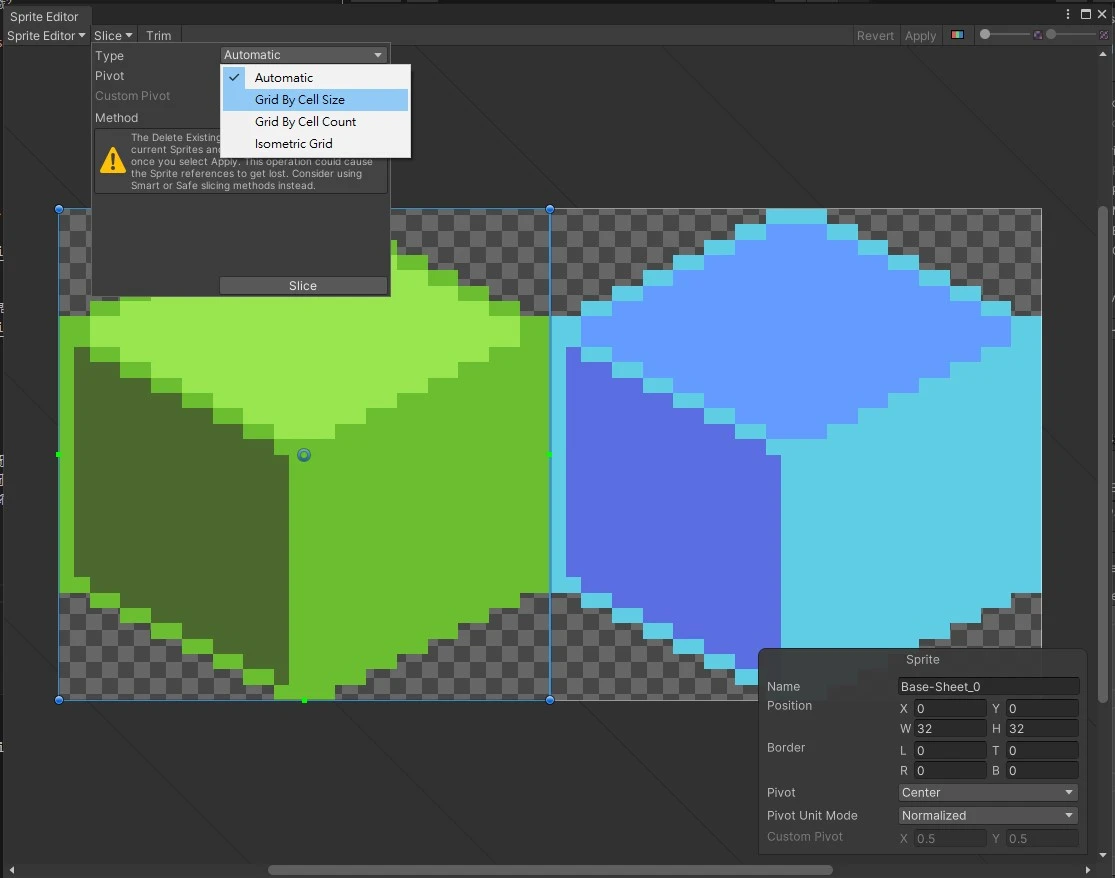 Sprite Editor
Sprite Editor Slice Trim Revert Apply
Type Automatic
Pivot
Custom Pivot
Method
Automatic
Grid By Cell Size
Grid By Cell Count
Isometric Grid
The Delete Existing
current Sprites and
once you select Apply. This operation could cause
the Sprite references to get lost. Consider using
Smart or Safe slicing methods instead.
Slice
Sprite
Name Base-Sheet_0
Position X 0 Y 0
W 32 H 32
Border L 0 T 0
R 0 B 0
Pivot Center
Pivot Unit Mode Normalized
Custom Pivot X 0.5 Y 0.5